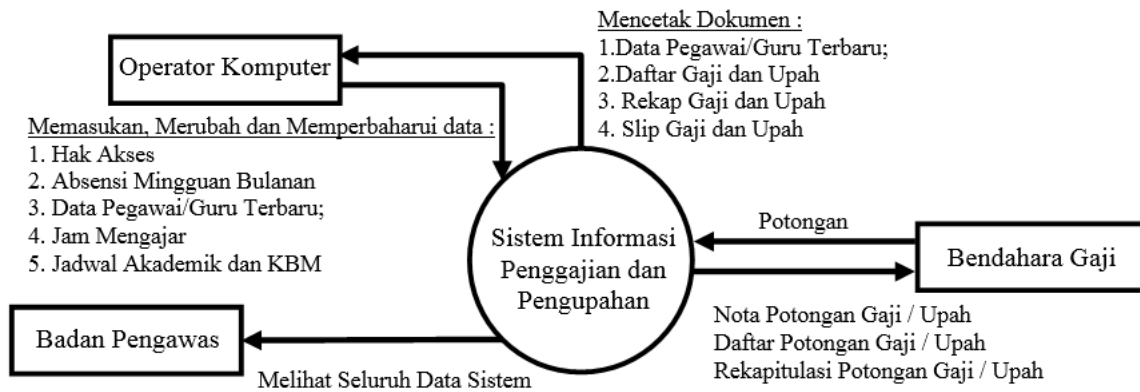 Mencetak Dokumen :
1.Data Pegawai/Guru Terbaru;
2.Daftar Gaji dan Upah
3. Rekap Gaji dan Upah
4. Slip Gaji dan Upah
Operator Komputer
Memasukan, Merubah dan Memperbaharui data :
1. Hak Akses
2. Absensi Mingguan Bulanan
3. Data Pegawai/Guru Terbaru;
4. Jam Mengajar
5. Jadwal Akademik dan KBM
Sistem Informasi
Penggajian dan
Pengupahan
Potongan
Bendahara Gaji
Nota Potongan Gaji / Upah
Daftar Potongan Gaji / Upah
Rekapitulasi Potongan Gaji / Upah
Badan Pengawas
Melihat Seluruh Data Sistem